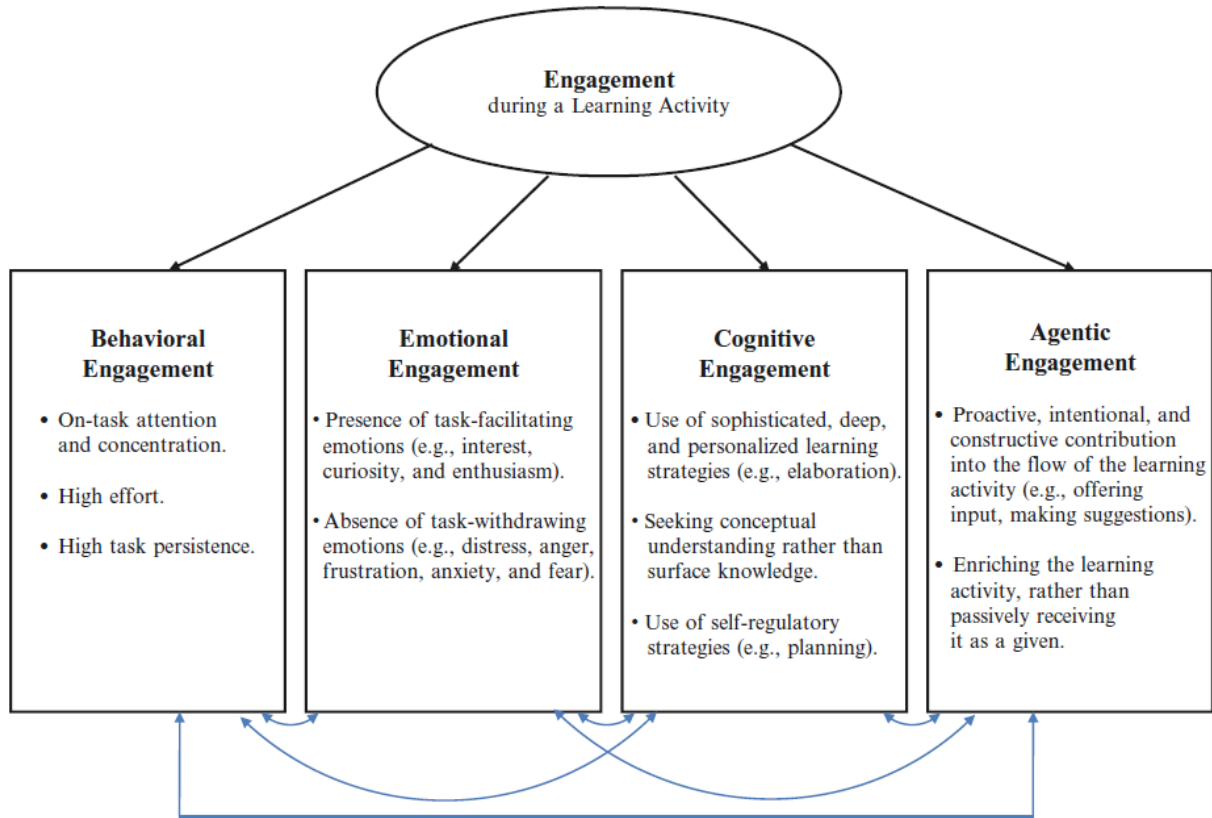 Engagement
during a Learning Activity
Behavioral
Engagement
• On-task attention
and concentration.
• High effort.
• High task persistence.
Emotional
Engagement
• Presence of task-facilitating
emotions (e.g., interest,
curiosity, and enthusiasm).
• Absence of task-withdrawing
emotions (e.g., distress, anger,
frustration, anxiety, and fear).
Cognitive
Engagement
• Use of sophisticated, deep,
and personalized learning
strategies (e.g., elaboration).
• Seeking conceptual
understanding rather than
surface knowledge.
• Use of self-regulatory
strategies (e.g., planning).
Agentic
Engagement
• Proactive, intentional, and
constructive contribution
into the flow of the learning
activity (e.g., offering
input, making suggestions).
• Enriching the learning
activity, rather than
passively receiving
it as a given.